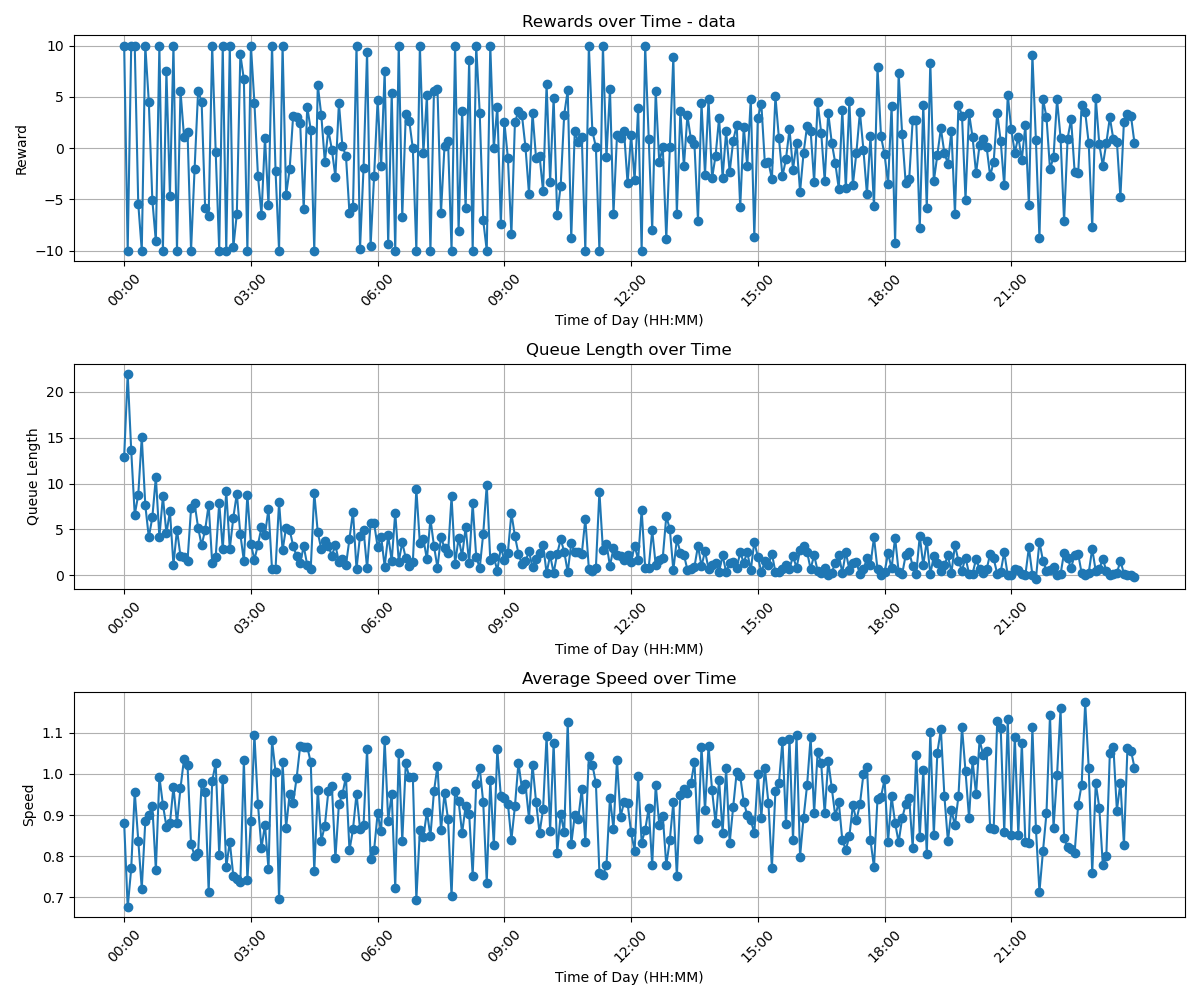 Rewards over Time - data
10
5
0
−5
−10
Reward
00:00 03:00 06:00 09:00 12:00 15:00 18:00 21:00
Time of Day (HH:MM)
Queue Length over Time
20
15
10
5
0
Queue Length
00:00 03:00 06:00 09:00 12:00 15:00 18:00 21:00
Time of Day (HH:MM)
Average Speed over Time
1.1
1.0
0.9
0.8
0.7
Speed
00:00 03:00 06:00 09:00 12:00 15:00 18:00 21:00
Time of Day (HH:MM)